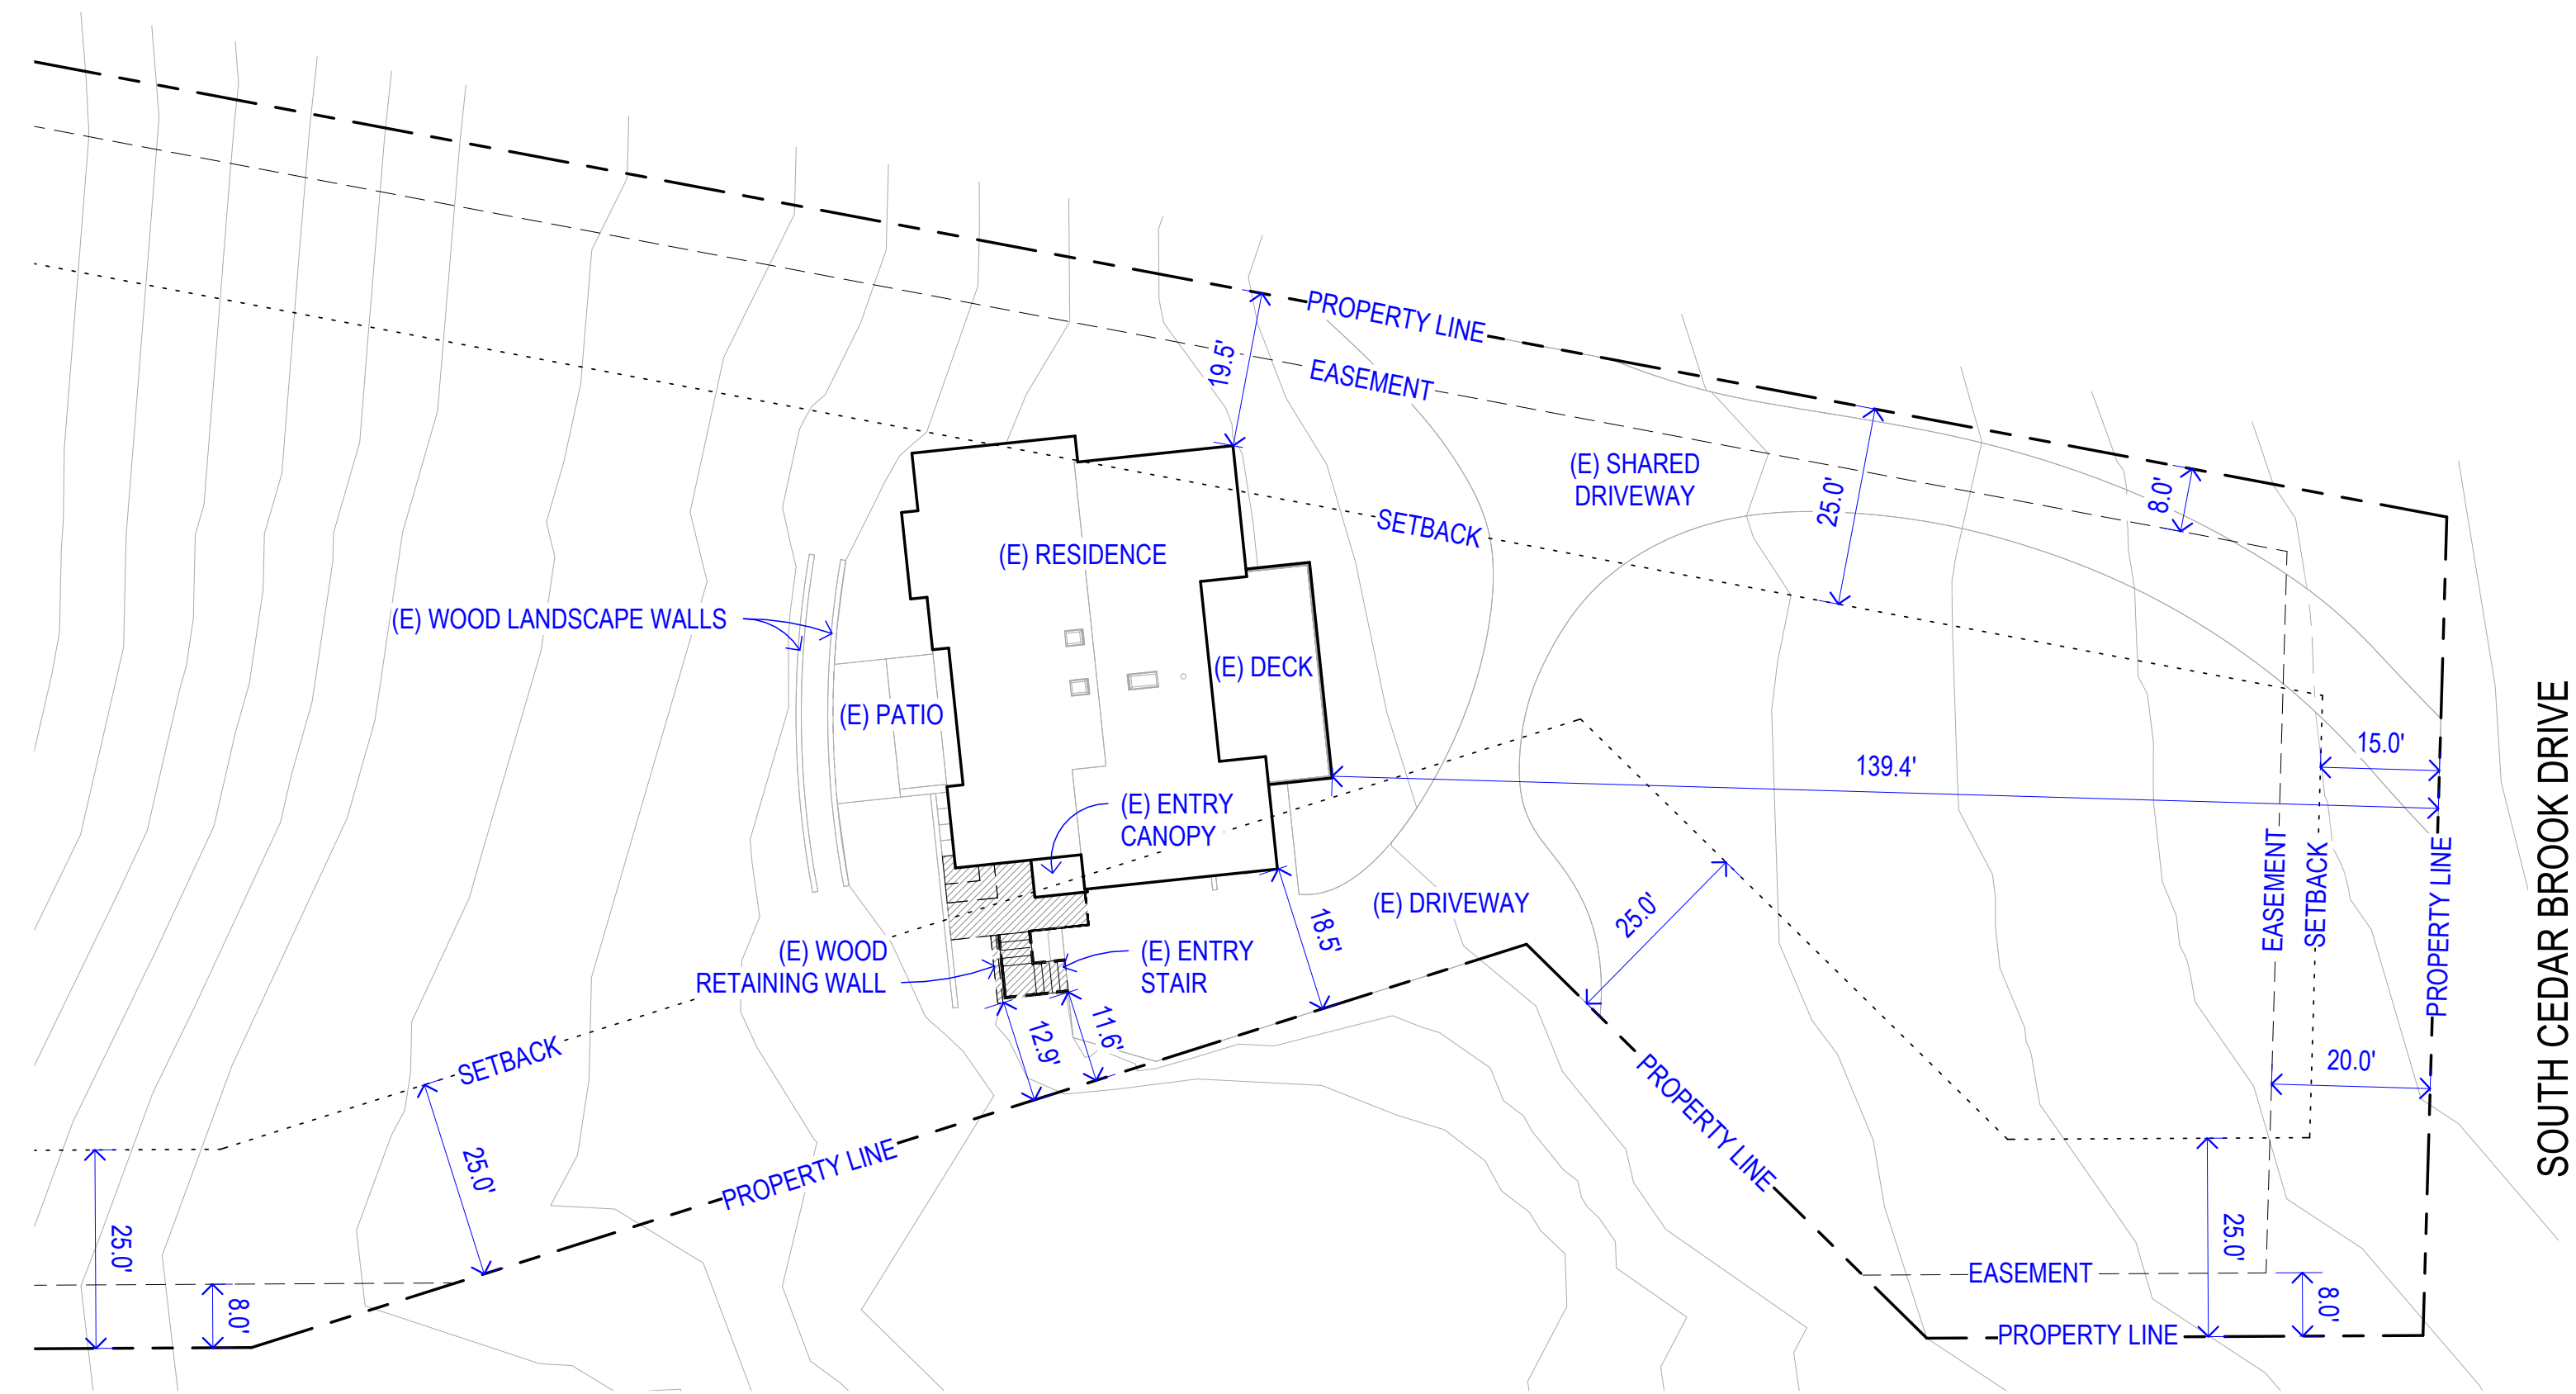 PROPERTY LINE
19.5'
EASEMENT
(E) SHARED
DRIVEWAY
25.0'
8.0'
SETBACK
(E) RESIDENCE
(E) WOOD LANDSCAPE WALLS
(E) DECK
(E) PATIO
139.4'
15.0'
(E) ENTRY
CANOPY
EASEMENT
SETBACK
PROPERTY LINE
SOUTH CEDAR BROOK DRIVE
(E) DRIVEWAY
25.0'
18.5'
(E) WOOD
RETAINING WALL
(E) ENTRY
STAIR
12.9'
11.6'
SETBACK
20.0'
PROPERTY LINE
25.0'
PROPERTY LINE
25.0'
8.0'
25.0'
EASEMENT
8.0'
PROPERTY LINE